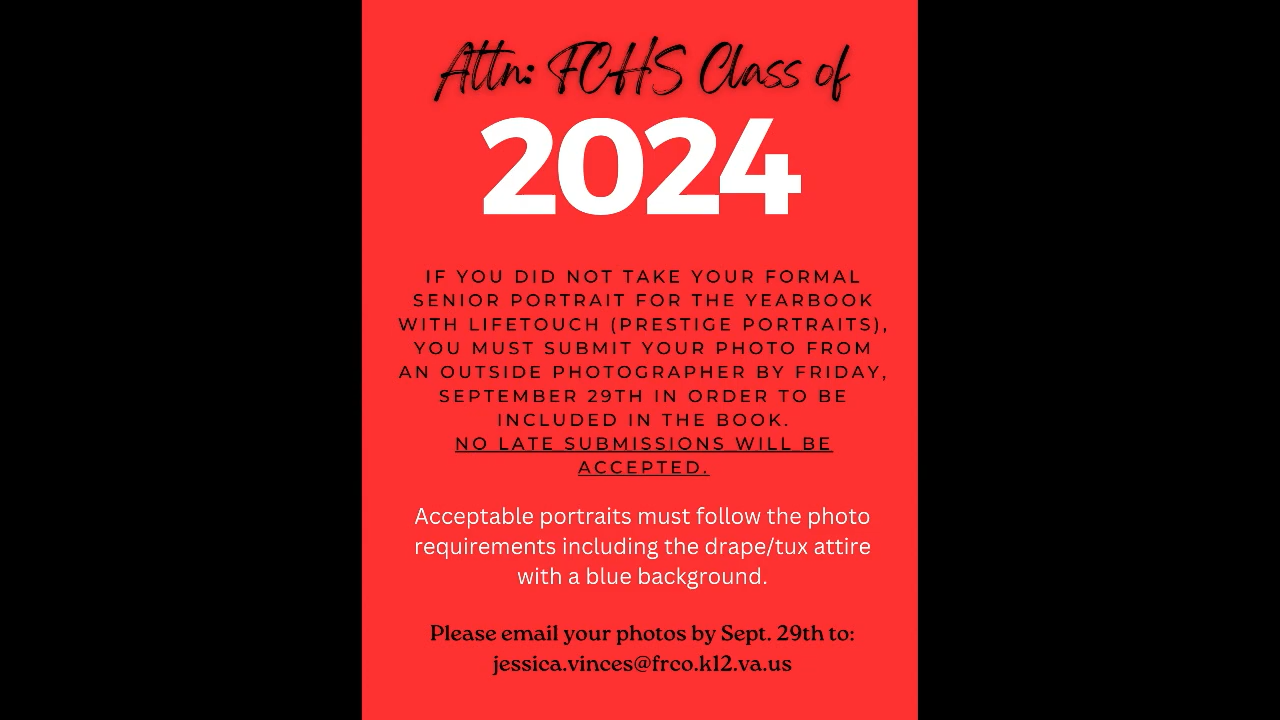 Attn: FCHS Class of
2024
IF YOU DID NOT TAKE YOUR FORMAL
SENIOR PORTRAIT FOR THE YEARBOOK
WITH LIFETOUCH (PRESTIGE PORTRAITS),
YOU MUST SUBMIT YOUR PHOTO FROM
AN OUTSIDE PHOTOGRAPHER BY FRIDAY,
SEPTEMBER 29TH IN ORDER TO BE
INCLUDED IN THE BOOK.
NO LATE SUBMISSIONS WILL BE
ACCEPTED.
Acceptable portraits must follow the photo
requirements including the drape/tux attire
with a blue background.
Please email your photos by Sept. 29th to:
jessica.vinces@frco.k12.va.us